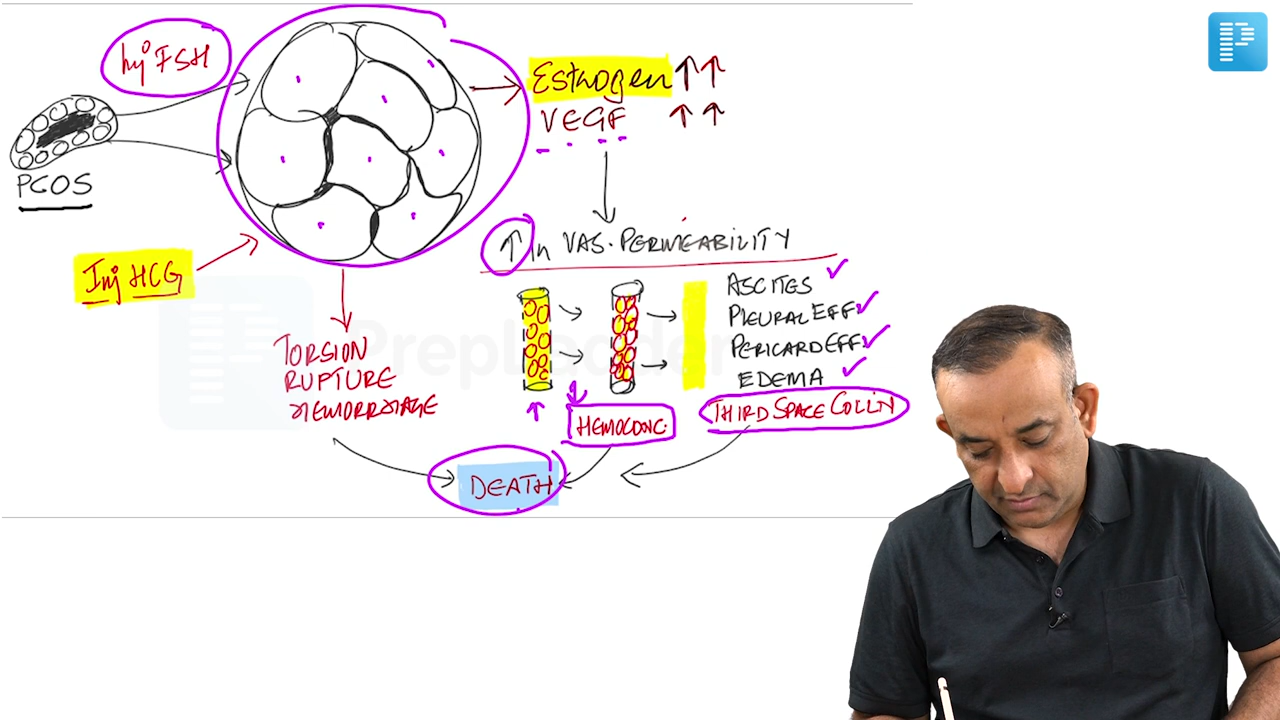 Inj FSH
Estrogen ↑↑
VEGF ↑↑
PCOS
↑ In VAS. PERMEABILITY
Inj HCG
ASCITES ✓
PLEURAL EFF ✓
PERICARD EFF ✓
EDEMA ✓
TORSION
RUPTURE
HEMORRHAGE
↑
HEMOCONC.
THIRD SPACE COLLN
DEATH
PrepLadder